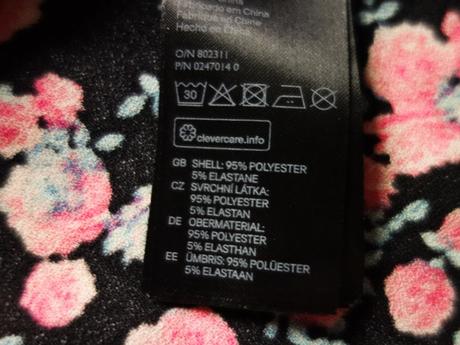 Fabricado em China
Fabriqué en Chine
Hecho en China
O/N 802311
P/N 0247014 0
30
clevercare.info
GB SHELL: 95% POLYESTER
5% ELASTANE
CZ SVRCHNÍ LÁTKA:
95% POLYESTER
5% ELASTAN
DE OBERMATERIAL:
95% POLYESTER
5% ELASTHAN
EE ÜMBRIS: 95% POLÜESTER
5% ELASTAAN